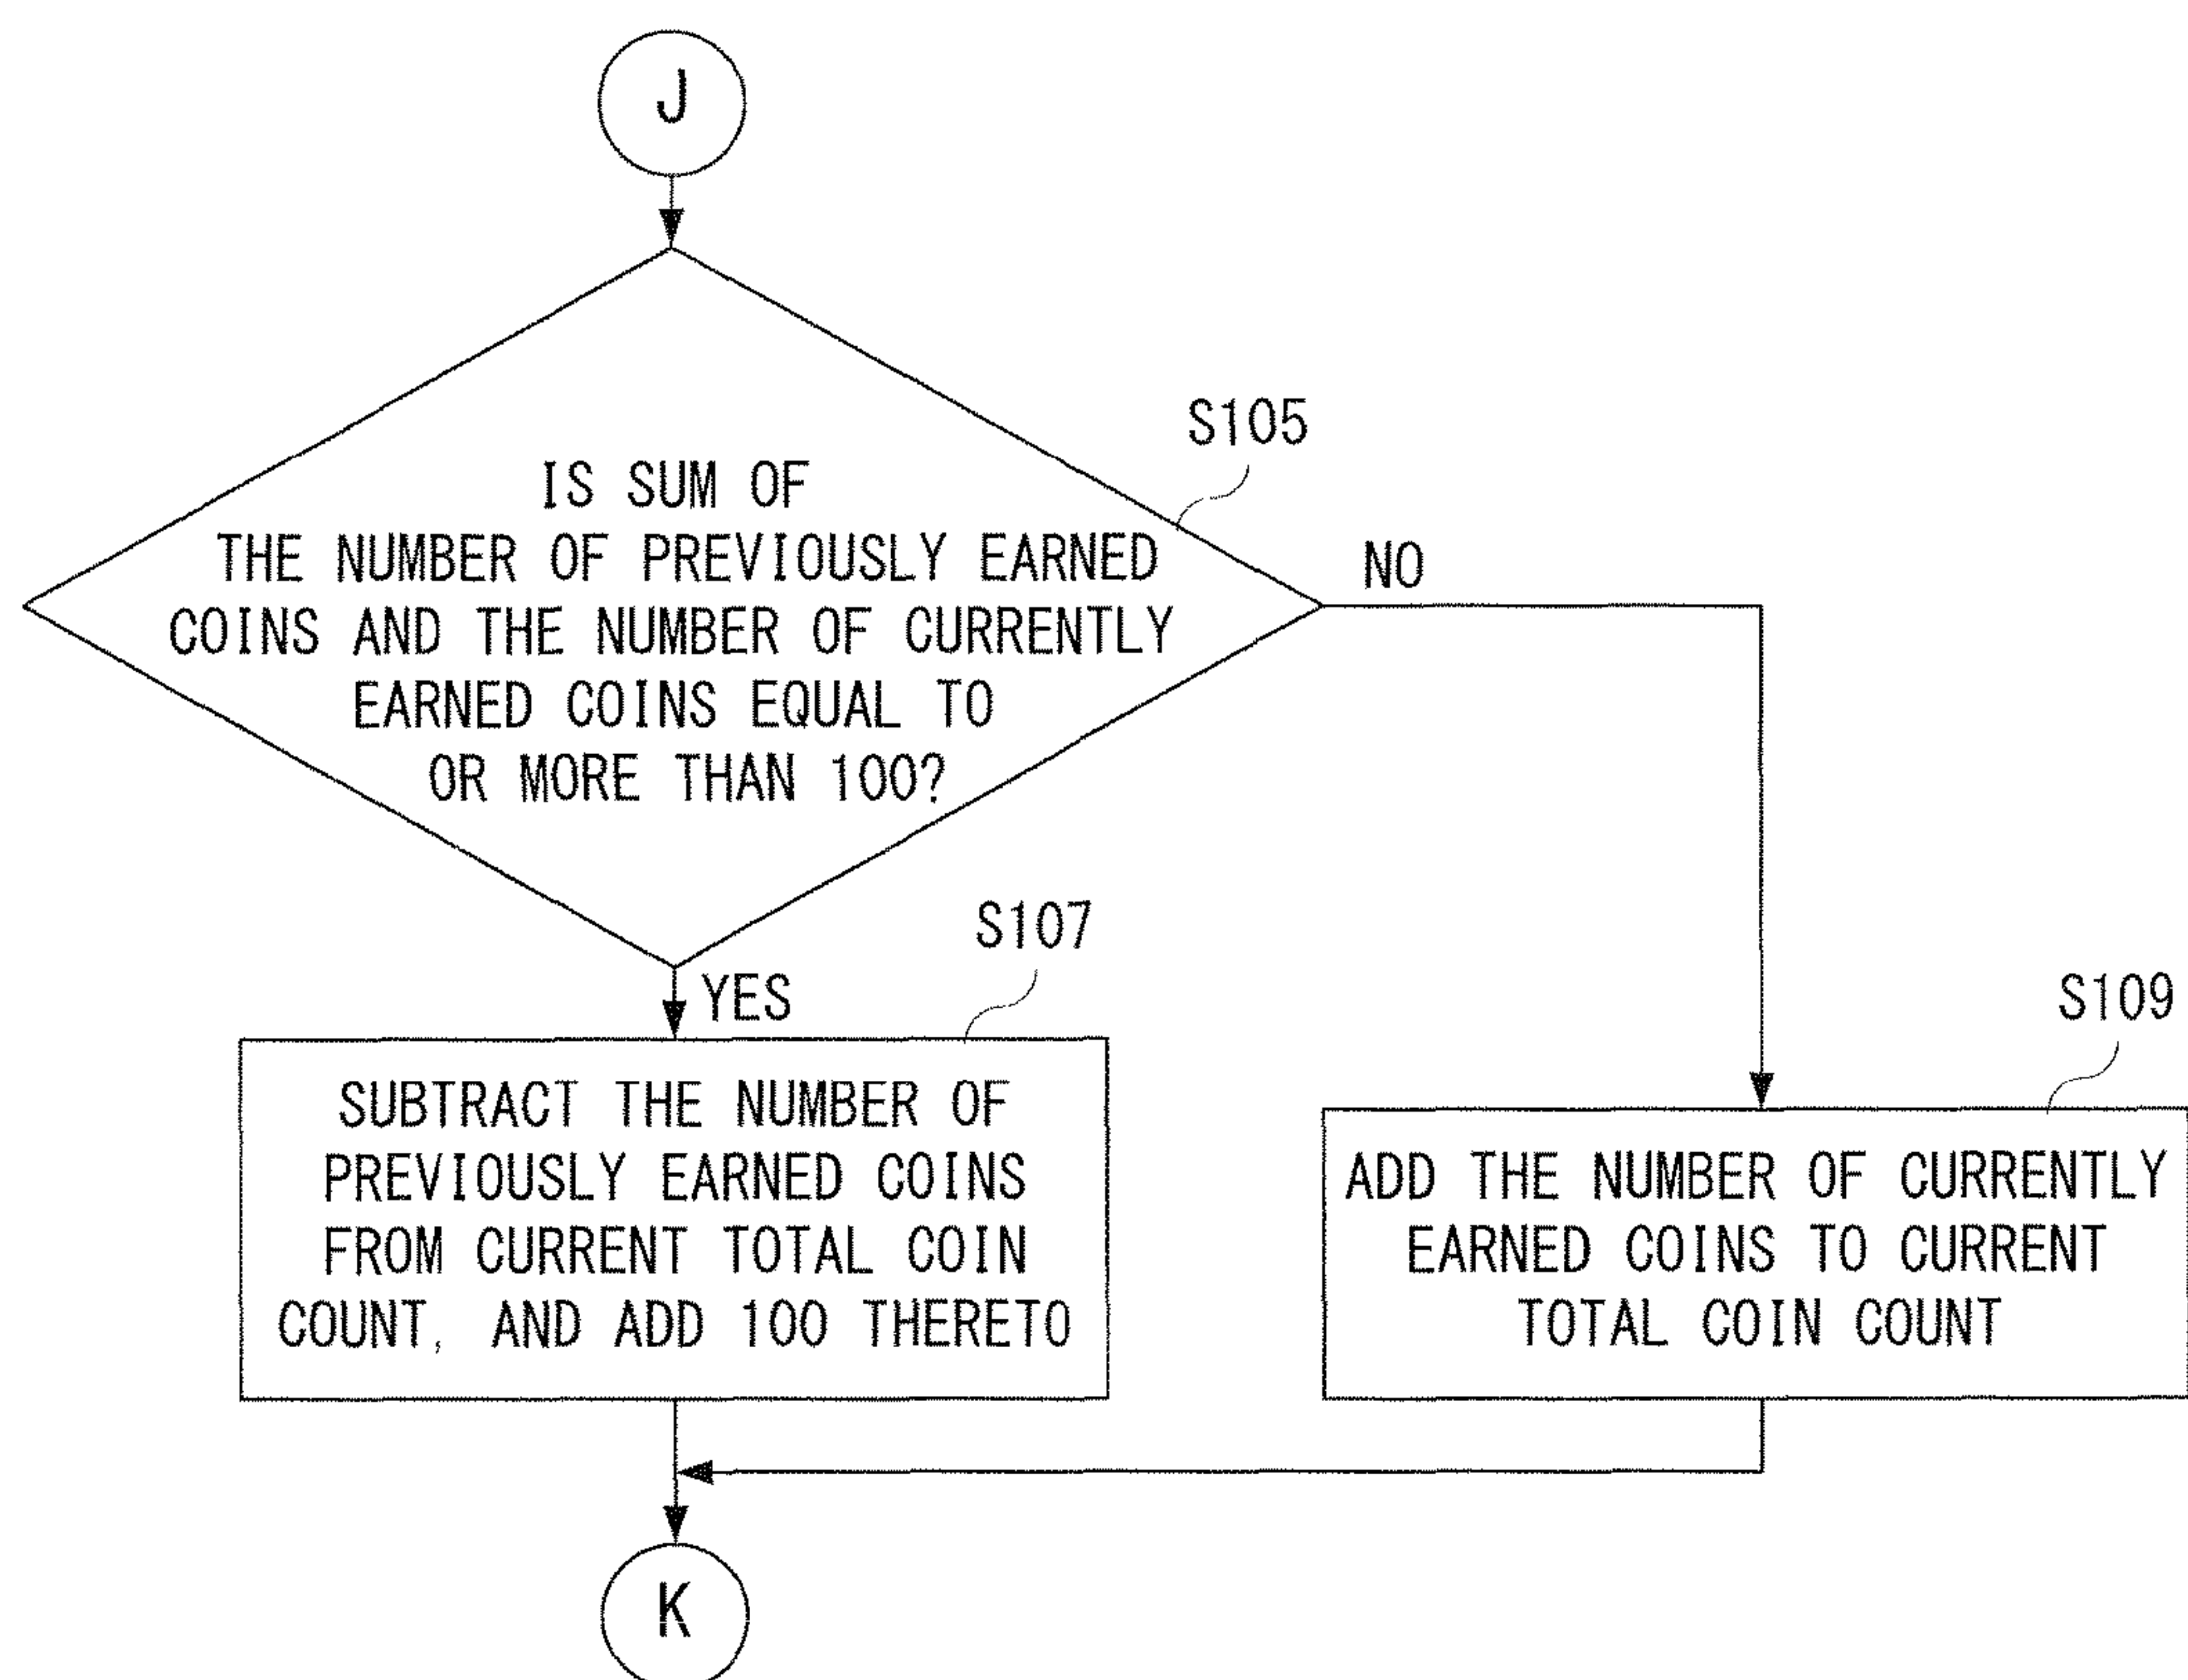 J
S105
IS SUM OF
THE NUMBER OF PREVIOUSLY EARNED
COINS AND THE NUMBER OF CURRENTLY
EARNED COINS EQUAL TO
OR MORE THAN 100?
NO
YES
S107
SUBTRACT THE NUMBER OF
PREVIOUSLY EARNED COINS
FROM CURRENT TOTAL COIN
COUNT, AND ADD 100 THERETO
S109
ADD THE NUMBER OF CURRENTLY
EARNED COINS TO CURRENT
TOTAL COIN COUNT
K